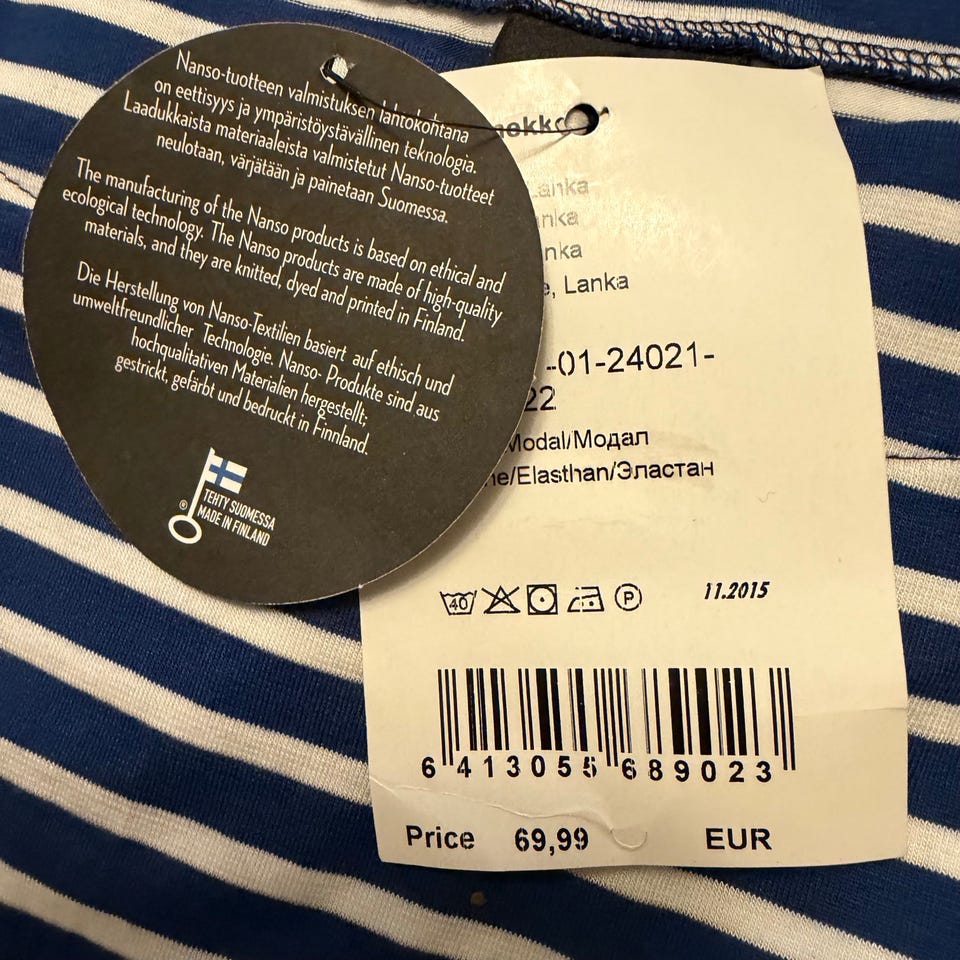 Nanso-tuotteen valmistuksen lähtökohtana
on eettisyys ja ympäristöystävällinen teknologia.
Laadukkaista materiaaleista valmistetut Nanso-tuotteet
neulotaan, värjätään ja painetaan Suomessa.
The manufacturing of the Nanso products is based on ethical and
ecological technology. The Nanso products are made of high-quality
materials, and they are knitted, dyed and printed in Finland.
Die Herstellung von Nanso-Textilien basiert auf ethisch und
umweltfreundlicher Technologie. Nanso- Produkte sind aus
hochqualitativen Materialien hergestellt;
gestrickt, gefärbt und bedruckt in Finnland.
® TEHTY SUOMESSA
MADE IN FINLAND
Lanka
Lanka
-01-24021-
22
Modal/Модал
/Elasthan/Эластан
40 P 11.2015
6 413055 689023
Price 69,99 EUR